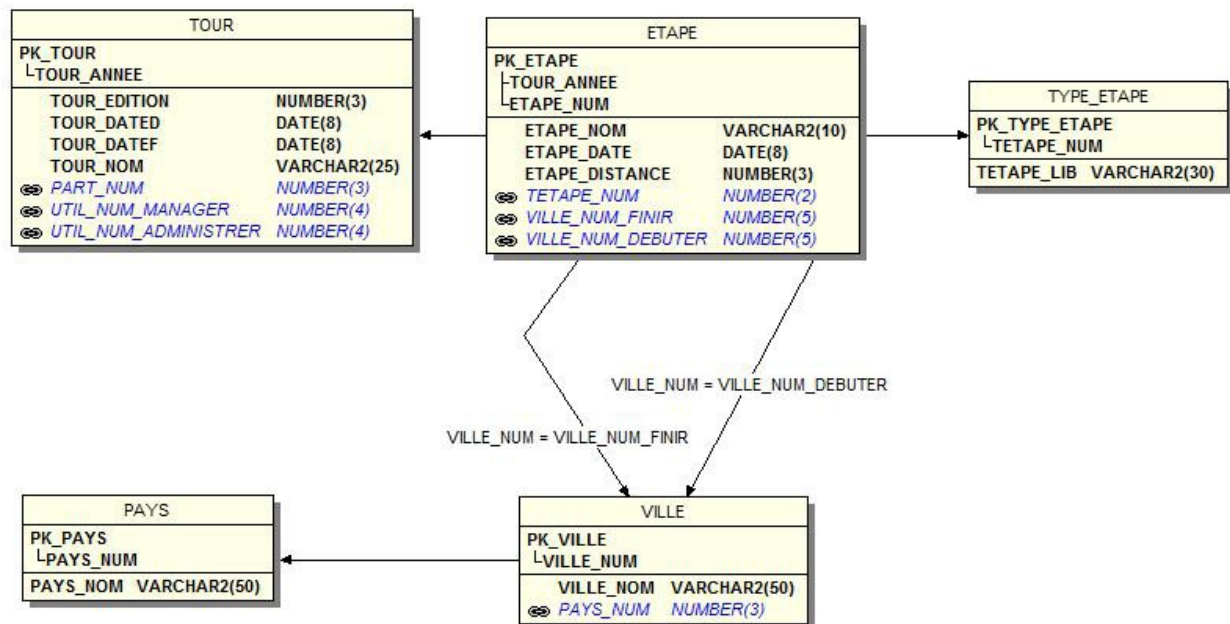 TOUR
PK_TOUR
TOUR_ANNEE
TOUR_EDITION NUMBER(3)
TOUR_DATED DATE(8)
TOUR_DATEF DATE(8)
TOUR_NOM VARCHAR2(25)
PART_NUM NUMBER(3)
UTIL_NUM_MANAGER NUMBER(4)
UTIL_NUM_ADMINISTRER NUMBER(4)
ETAPE
PK_ETAPE
TOUR_ANNEE
ETAPE_NUM
ETAPE_NOM VARCHAR2(10)
ETAPE_DATE DATE(8)
ETAPE_DISTANCE NUMBER(3)
TETAPE_NUM NUMBER(2)
VILLE_NUM_FINIR NUMBER(5)
VILLE_NUM_DEBUTER NUMBER(5)
TYPE_ETAPE
PK_TYPE_ETAPE
TETAPE_NUM
TETAPE_LIB VARCHAR2(30)
VILLE_NUM = VILLE_NUM_DEBUTER
VILLE_NUM = VILLE_NUM_FINIR
PAYS
PK_PAYS
PAYS_NUM
PAYS_NOM VARCHAR2(50)
VILLE
PK_VILLE
VILLE_NUM
VILLE_NOM VARCHAR2(50)
PAYS_NUM NUMBER(3)